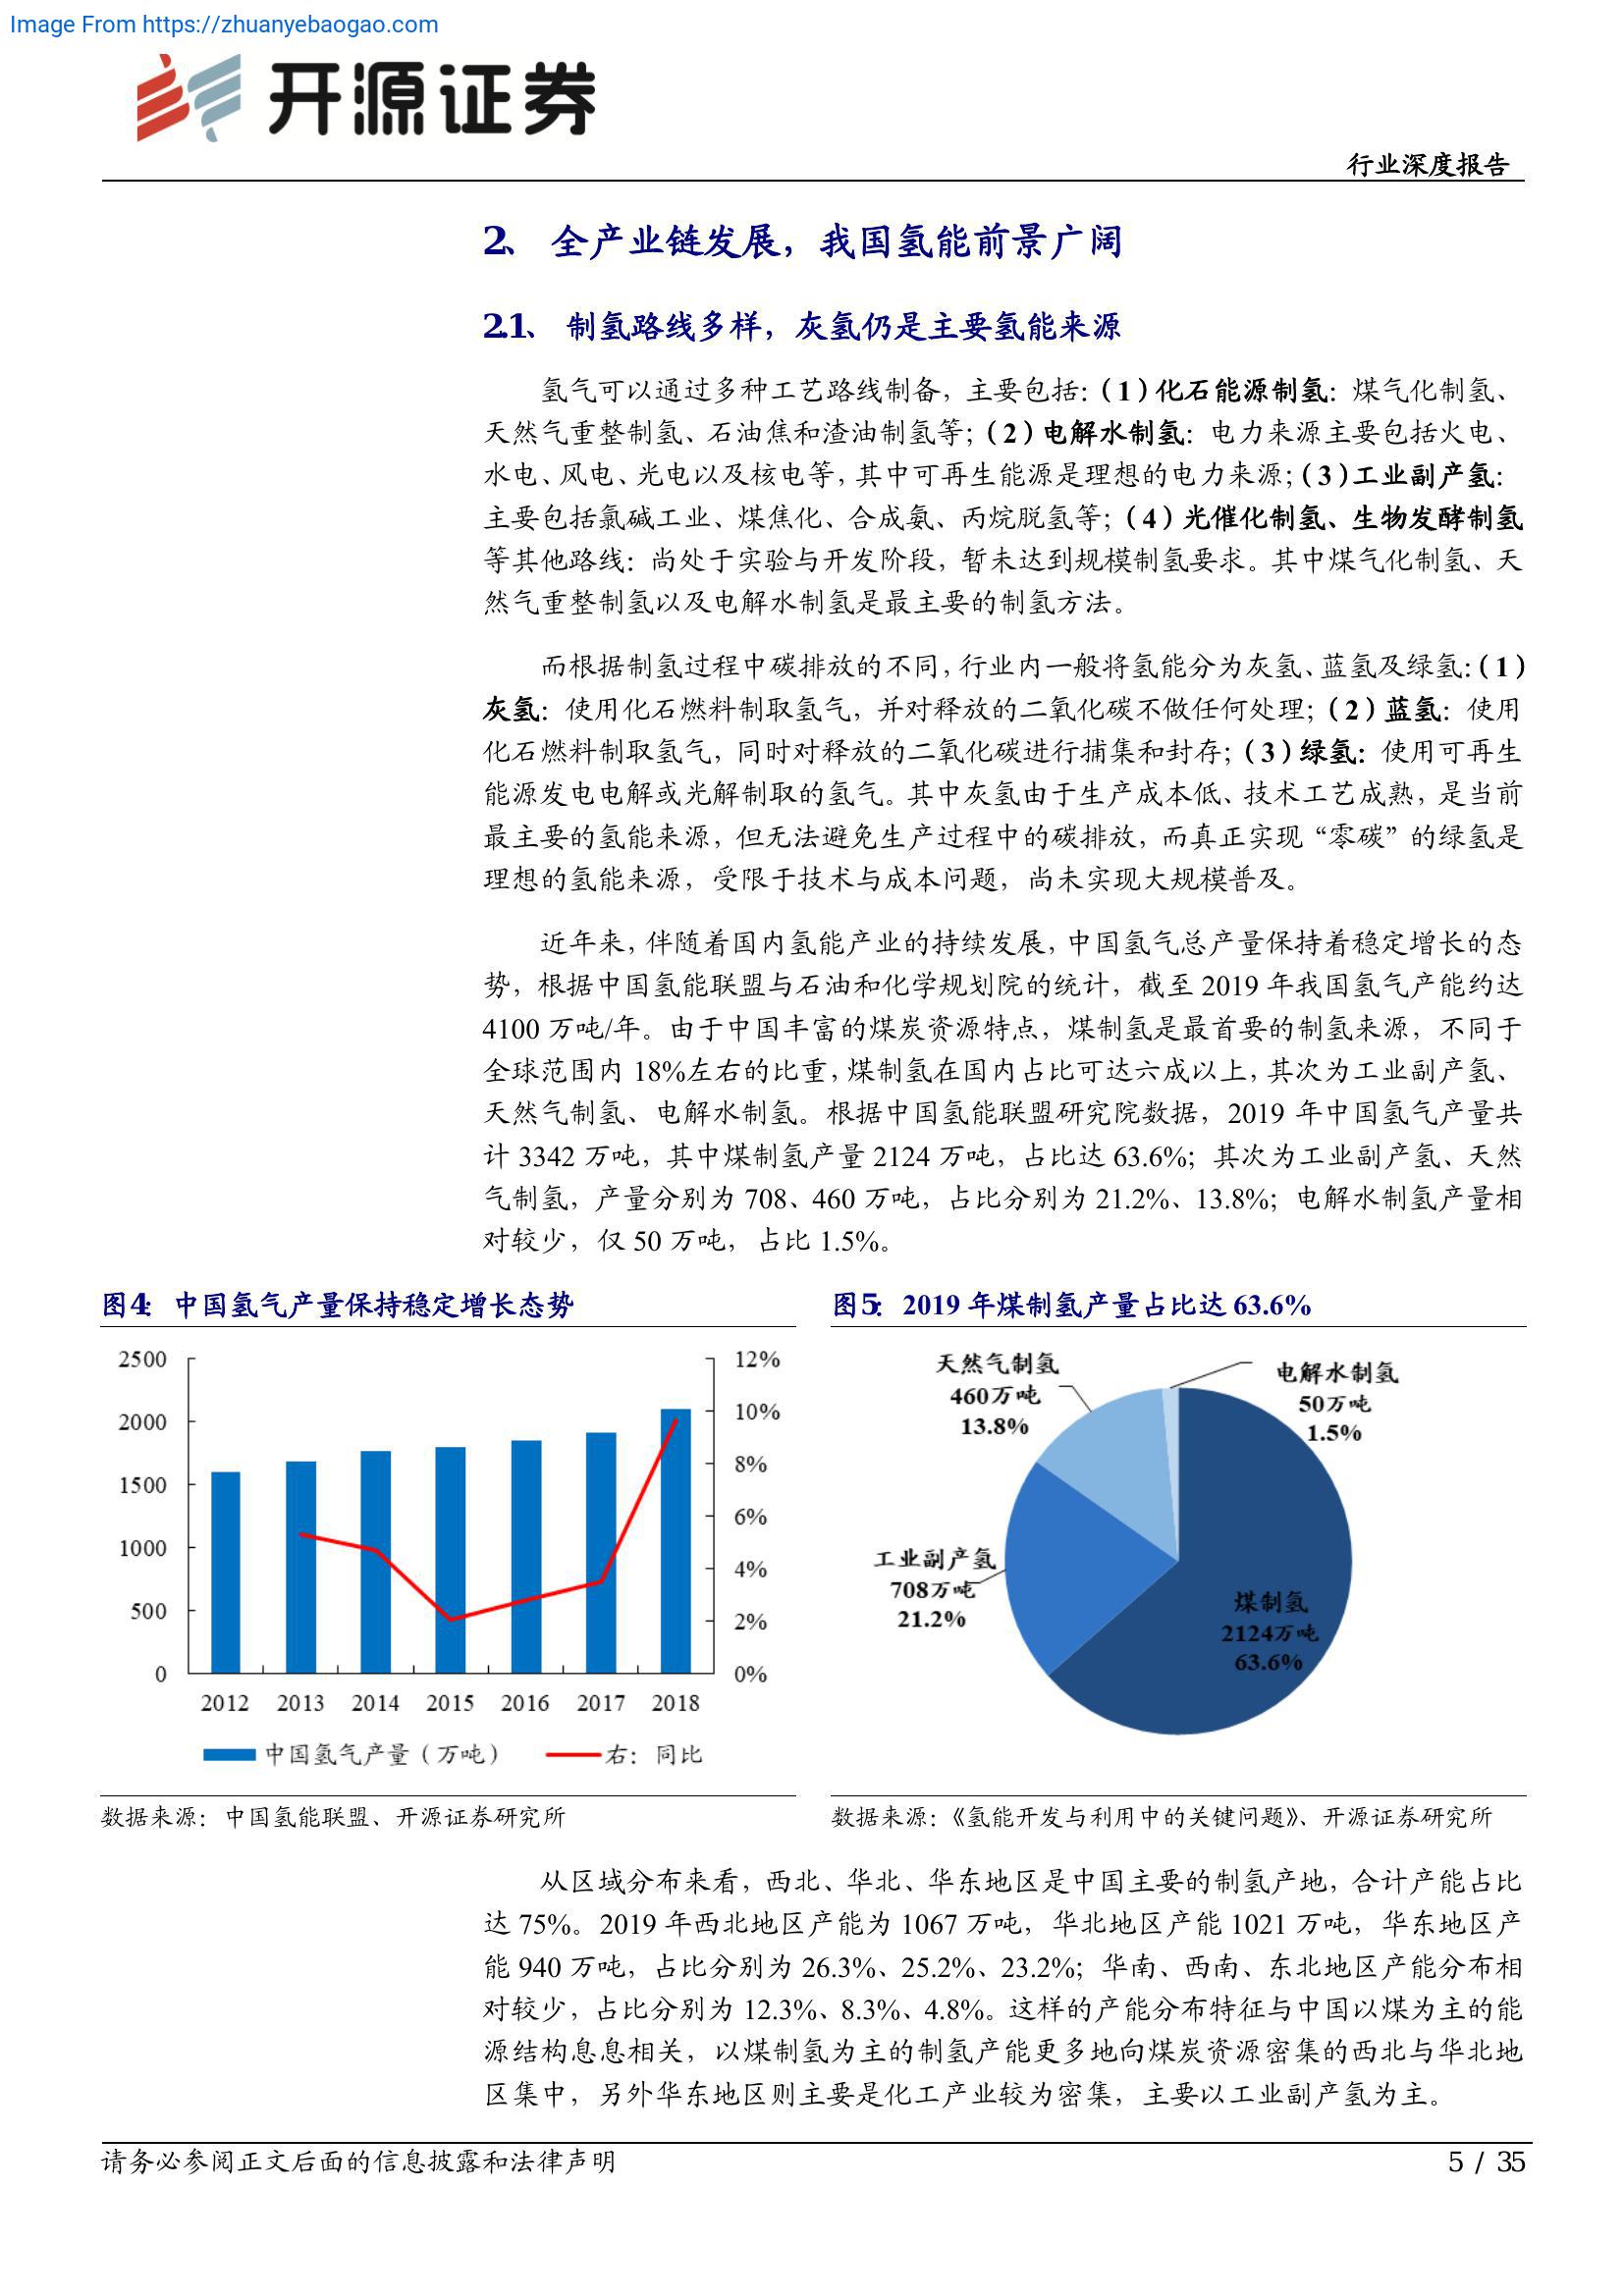 Image From https://zhuanyebaogao.com
开源证券
行业深度报告
2、 全产业链发展，我国氢能前景广阔
2.1、 制氢路线多样，灰氢仍是主要氢能来源
氢气可以通过多种工艺路线制备，主要包括：（1）化石能源制氢：煤气化制氢、
天然气重整制氢、石油焦和渣油制氢等；（2）电解水制氢：电力来源主要包括火电、
水电、风电、光电以及核电等，其中可再生能源是理想的电力来源；（3）工业副产氢：
主要包括氯碱工业、煤焦化、合成氨、丙烷脱氢等；（4）光催化制氢、生物发酵制氢
等其他路线：尚处于实验与开发阶段，暂未达到规模制氢要求。其中煤气化制氢、天
然气重整制氢以及电解水制氢是最主要的制氢方法。
而根据制氢过程中碳排放的不同，行业内一般将氢能分为灰氢、蓝氢及绿氢：（1）
灰氢：使用化石燃料制取氢气，并对释放的二氧化碳不做任何处理；（2）蓝氢：使用
化石燃料制取氢气，同时对释放的二氧化碳进行捕集和封存；（3）绿氢：使用可再生
能源发电电解或光解制取的氢气。其中灰氢由于生产成本低、技术工艺成熟，是当前
最主要的氢能来源，但无法避免生产过程中的碳排放，而真正实现“零碳”的绿氢是
理想的氢能来源，受限于技术与成本问题，尚未实现大规模普及。
近年来，伴随着国内氢能产业的持续发展，中国氢气总产量保持着稳定增长的态
势，根据中国氢能联盟与石油和化学规划院的统计，截至 2019 年我国氢气产能约达
4100 万吨/年。由于中国丰富的煤炭资源特点，煤制氢是最首要的制氢来源，不同于
全球范围内 18%左右的比重，煤制氢在国内占比可达六成以上，其次为工业副产氢、
天然气制氢、电解水制氢。根据中国氢能联盟研究院数据，2019 年中国氢气产量共
计 3342 万吨，其中煤制氢产量 2124 万吨，占比达 63.6%；其次为工业副产氢、天然
气制氢，产量分别为 708、460 万吨，占比分别为 21.2%、13.8%；电解水制氢产量相
对较少，仅 50 万吨，占比 1.5%。
图4： 中国氢气产量保持稳定增长态势
2500
2000
1500
1000
500
0
12%
10%
8%
6%
4%
2%
0%
2012 2013 2014 2015 2016 2017 2018
中国氢气产量（万吨） 右：同比
数据来源：中国氢能联盟、开源证券研究所
图5： 2019 年煤制氢产量占比达 63.6%
天然气制氢
460万吨
13.8%
电解水制氢
50万吨
1.5%
工业副产氢
708万吨
21.2%
煤制氢
2124万吨
63.6%
数据来源：《氢能开发与利用中的关键问题》、开源证券研究所
从区域分布来看，西北、华北、华东地区是中国主要的制氢产地，合计产能占比
达 75%。2019 年西北地区产能为 1067 万吨，华北地区产能 1021 万吨，华东地区产
能 940 万吨，占比分别为 26.3%、25.2%、23.2%；华南、西南、东北地区产能分布相
对较少，占比分别为 12.3%、8.3%、4.8%。这样的产能分布特征与中国以煤为主的能
源结构息息相关，以煤制氢为主的制氢产能更多地向煤炭资源密集的西北与华北地
区集中，另外华东地区则主要是化工产业较为密集，主要以工业副产氢为主。
请务必参阅正文后面的信息披露和法律声明
5 / 35